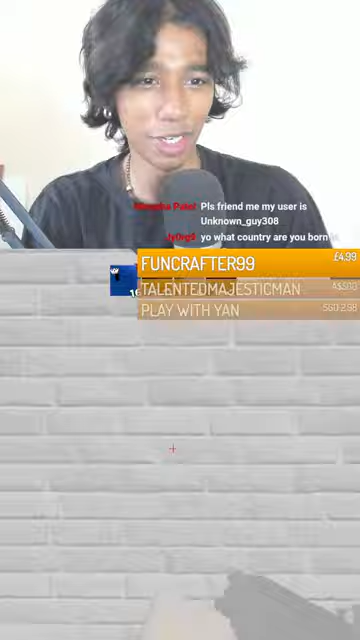 Pls friend me my user is
Unknown_guy308
yo what country are you born
FUNCRAFTER99
£4.99
TALENTEDMAJESTICMAN
PLAY WITH YAN
16